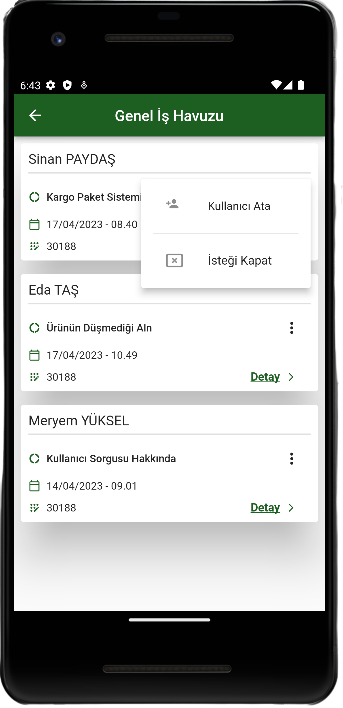 6:43
Genel İş Havuzu
Sinan PAYDAŞ
Kargo Paket Sistemi
17/04/2023 - 08.40
30188
Kullanıcı Ata
İsteği Kapat
Eda TAŞ
Ürünün Düşmediği Aln
17/04/2023 - 10.49
30188
Detay
Meryem YÜKSEL
Kullanıcı Sorgusu Hakkında
14/04/2023 - 09.01
30188
Detay